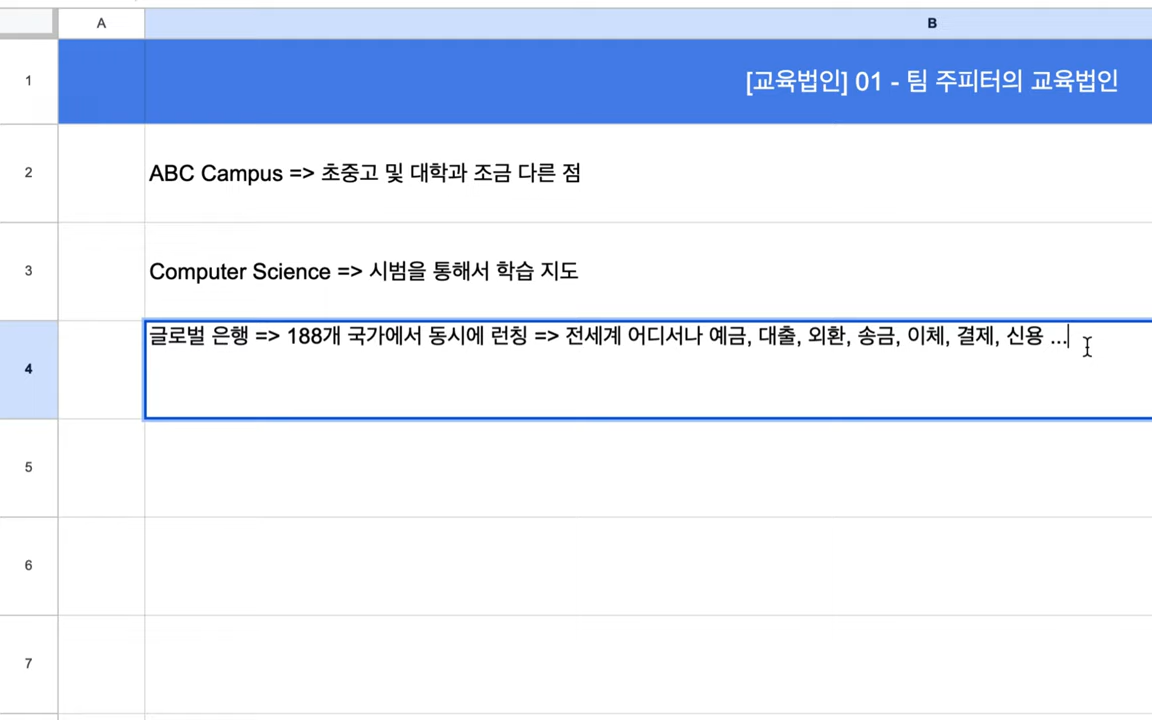 A B
1 [교육법인] 01 - 팀 주피터의 교육법인
2 ABC Campus => 초중고 및 대학과 조금 다른 점
3 Computer Science => 시범을 통해서 학습 지도
4 글로벌 은행 => 188개 국가에서 동시에 런칭 => 전세계 어디서나 예금, 대출, 외환, 송금, 이체, 결제, 신용 ...
5
6
7